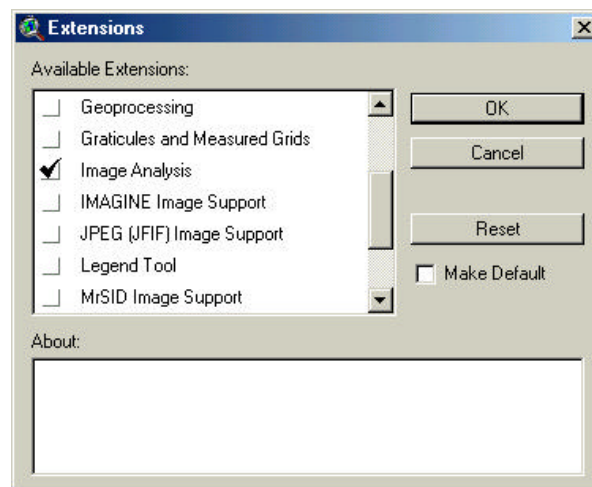 Extensions
Available Extensions:
Geoprocessing
Graticules and Measured Grids
Image Analysis
IMAGINE Image Support
JPEG (JFIF) Image Support
Legend Tool
MrSID Image Support
OK
Cancel
Reset
Make Default
About: